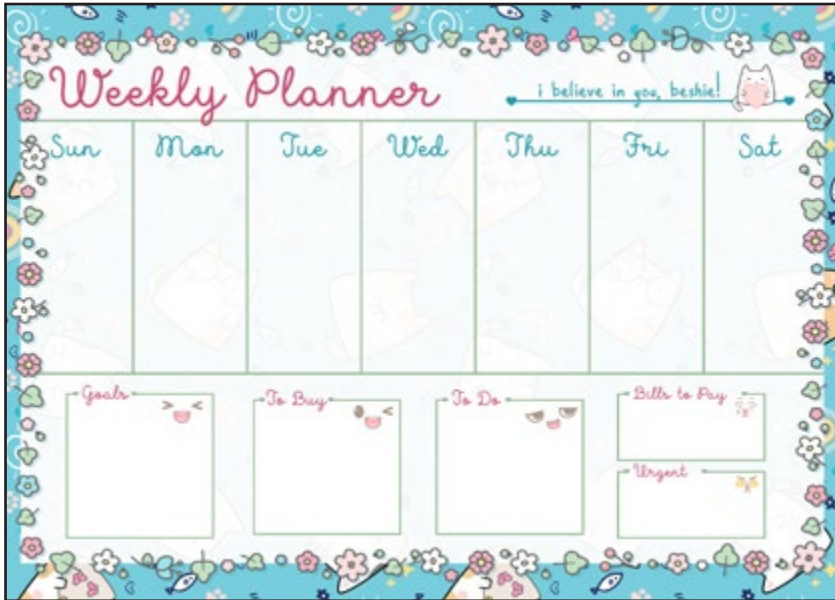 Weekly Planner
i believe in you, beshie!
Sun Mon Tue Wed Thu Fri Sat
Goals To Buy To Do Bills to Pay
Urgent